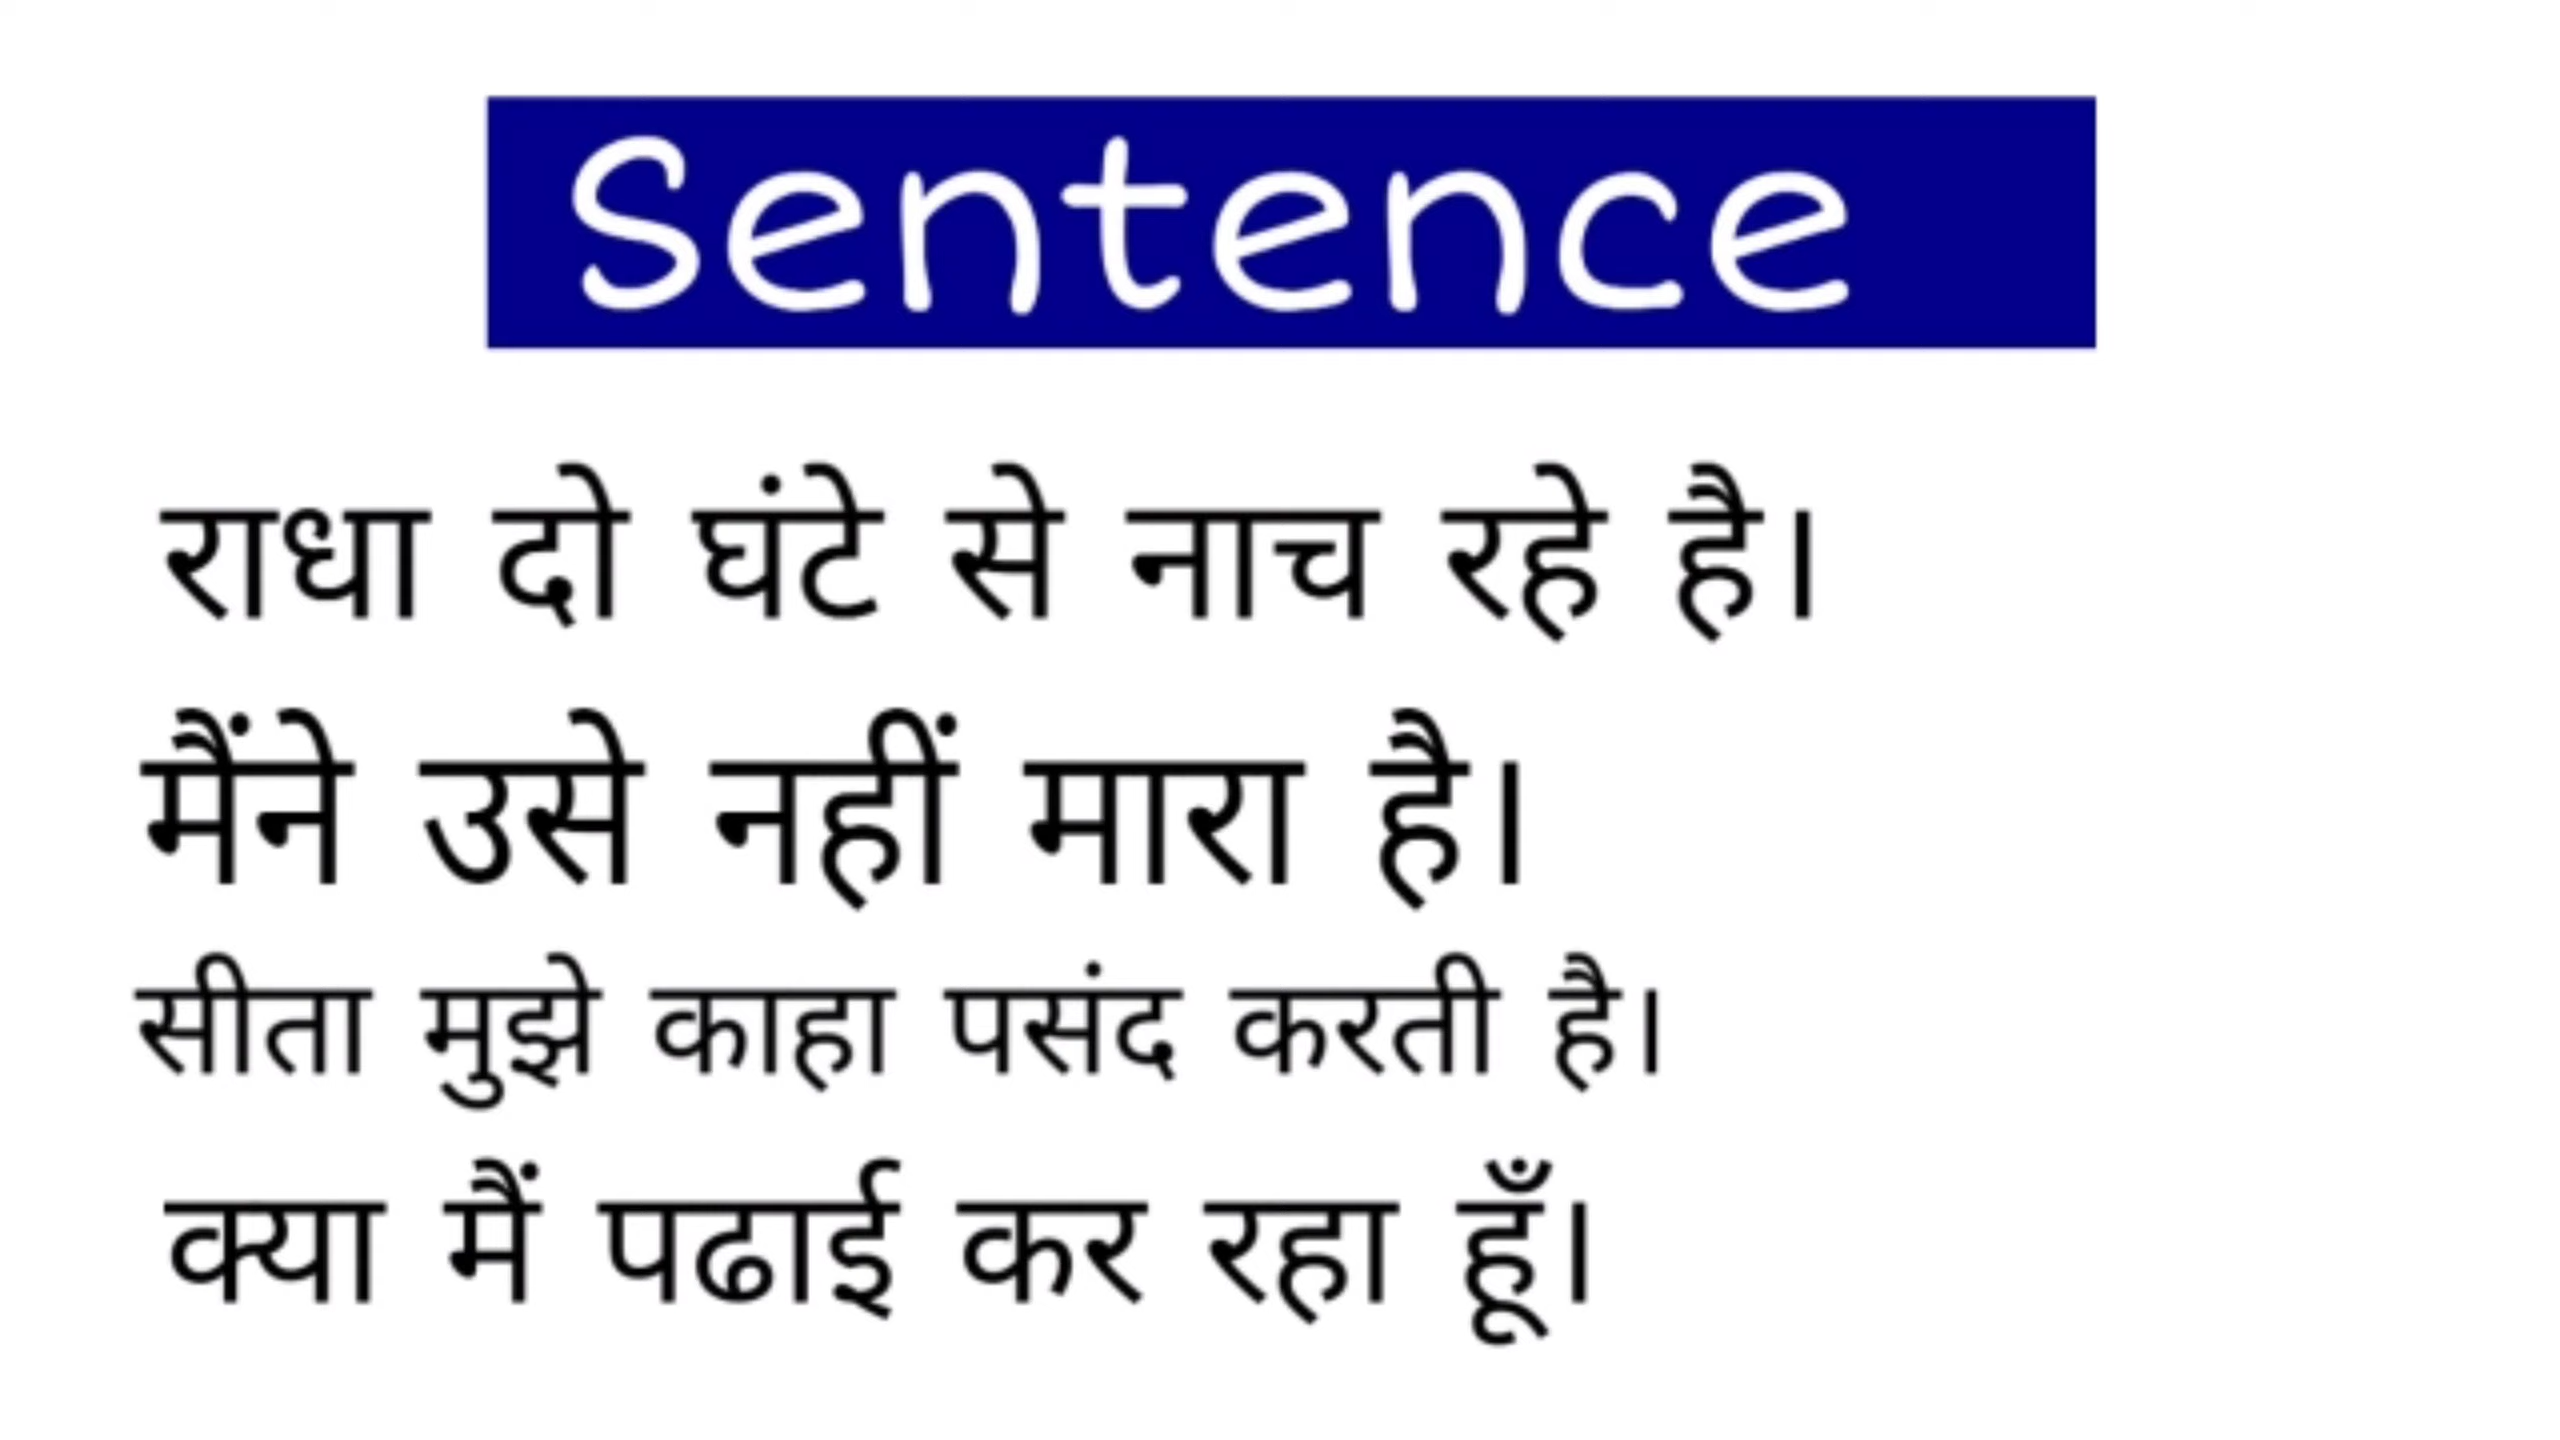 Sentence
राधा दो घंटे से नाच रहे है।
मैंने उसे नहीं मारा है।
सीता मुझे काहा पसंद करती है।
क्या मैं पढाई कर रहा हूँ।